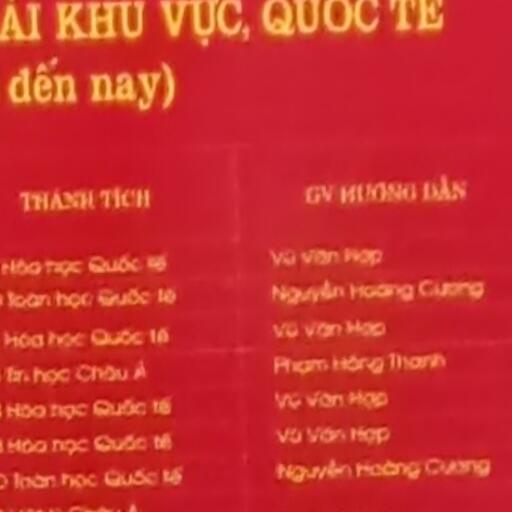 ẢI KHU VỰC, QUỐC TẾ
đến nay)
THÀNH TÍCH GV HƯỚNG DẪN
Hóa học Quốc tế Vũ Văn Hợp
Toán học Quốc tế Nguyễn Hoàng Cương
Hóa học Quốc tế Vũ Văn Hợp
Tin học Châu Á Phạm Hồng Thanh
Hóa học Quốc tế Vũ Văn Hợp
Hóa học Quốc tế Vũ Văn Hợp
Toán học Quốc tế Nguyễn Hoàng Cương
Châu Á